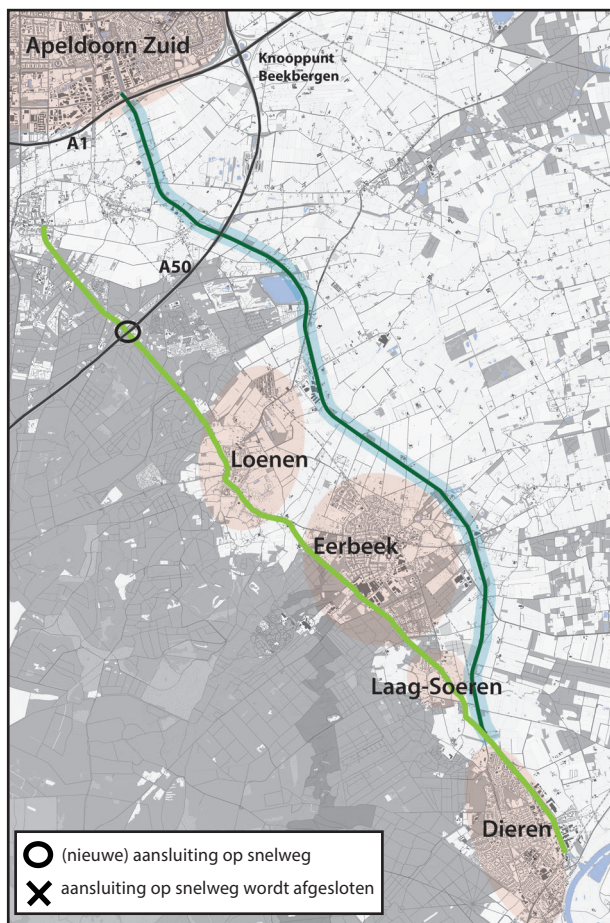 Apeldoorn Zuid
Knooppunt
Beekbergen
A1
A50
Loenen
Eerbeek
Laag-Soeren
Dieren
(nieuwe) aansluiting op snelweg
aansluiting op snelweg wordt afgesloten